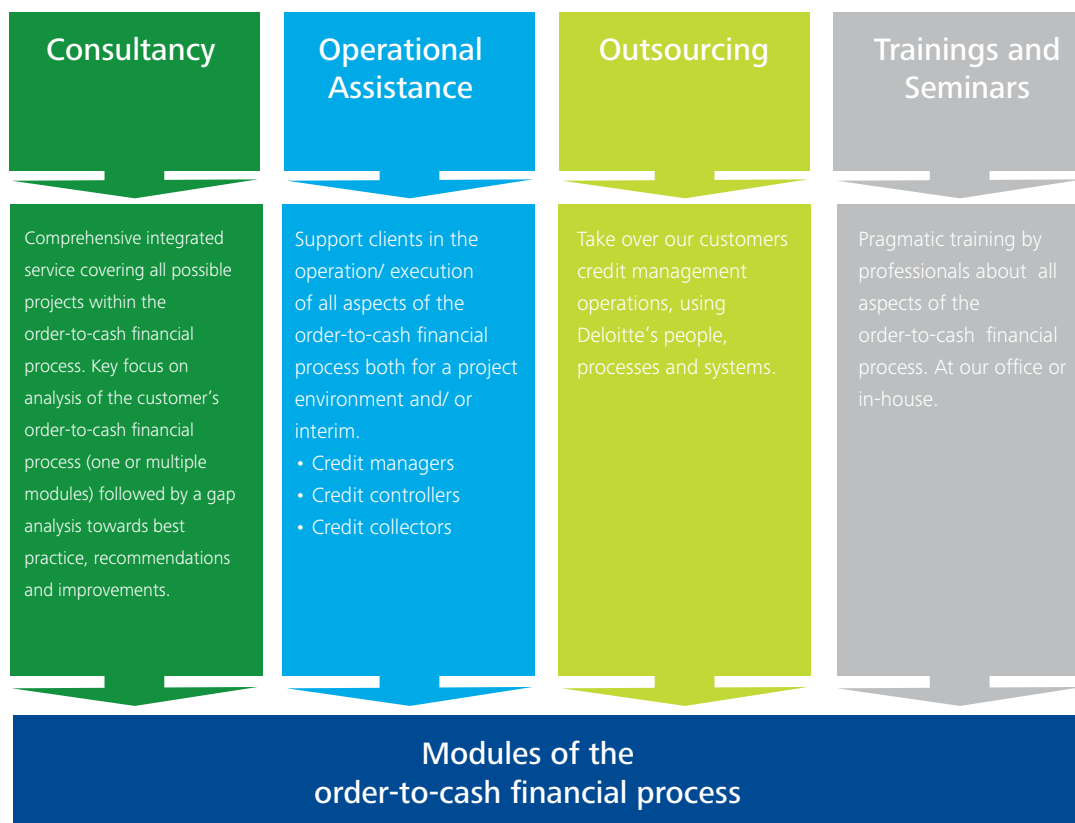 Consultancy
Operational
Assistance
Outsourcing
Trainings and
Seminars
Comprehensive integrated
service covering all possible
projects within the
order-to-cash financial
process. Key focus on
analysis of the customer’s
order-to-cash financial
process (one or multiple
modules) followed by a gap
analysis towards best
practice, recommendations
and improvements.
Support clients in the
operation/ execution
of all aspects of the
order-to-cash financial
process both for a project
environment and/ or
interim.
• Credit managers
• Credit controllers
• Credit collectors
Take over our customers
credit management
operations, using
Deloitte’s people,
processes and systems.
Pragmatic training by
professionals about all
aspects of the
order-to-cash financial
process. At our office or
in-house.
Modules of the
order-to-cash financial process